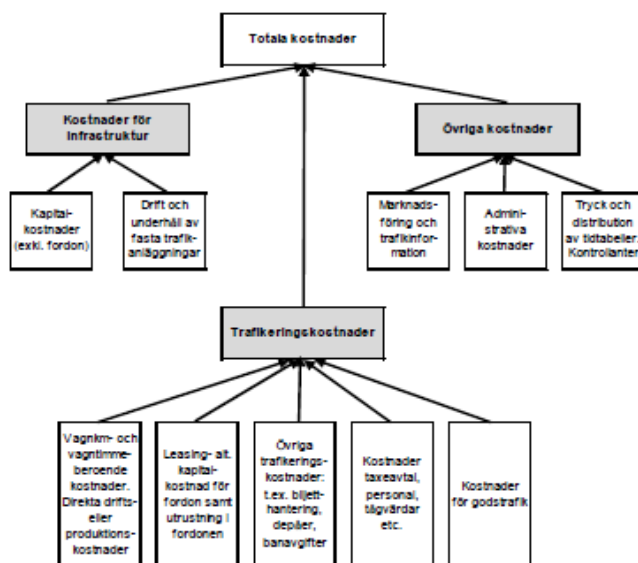 Totala kostnader
Kostnader för
Infrastruktur
Övriga kostnader
Kapital-
kostnader
(exkl. fordon)
Drift och
underhåll av
fasta trafik-
anläggningar
Marknads-
föring och
trafikinfor-
mation
Admini-
strativa
kostnader
Tryck och
distribution
av tidtabeller.
Kontrollanter
Trafikeringskostnader
Vagnkm- och
vagntimme-
beroende
kostnader.
Direkta drifts-
eller
produktions-
kostnader
Leasing- alt.
kapital-
kostnad för
fordon samt
utrustning i
fordonen
Övriga
trafikerings-
kostnader:
t.ex. biljett-
hantering,
depåer,
banavgifter
Kostnader
taxeavtal,
personal,
tågvärdar
etc.
Kostnader
för godstrafik